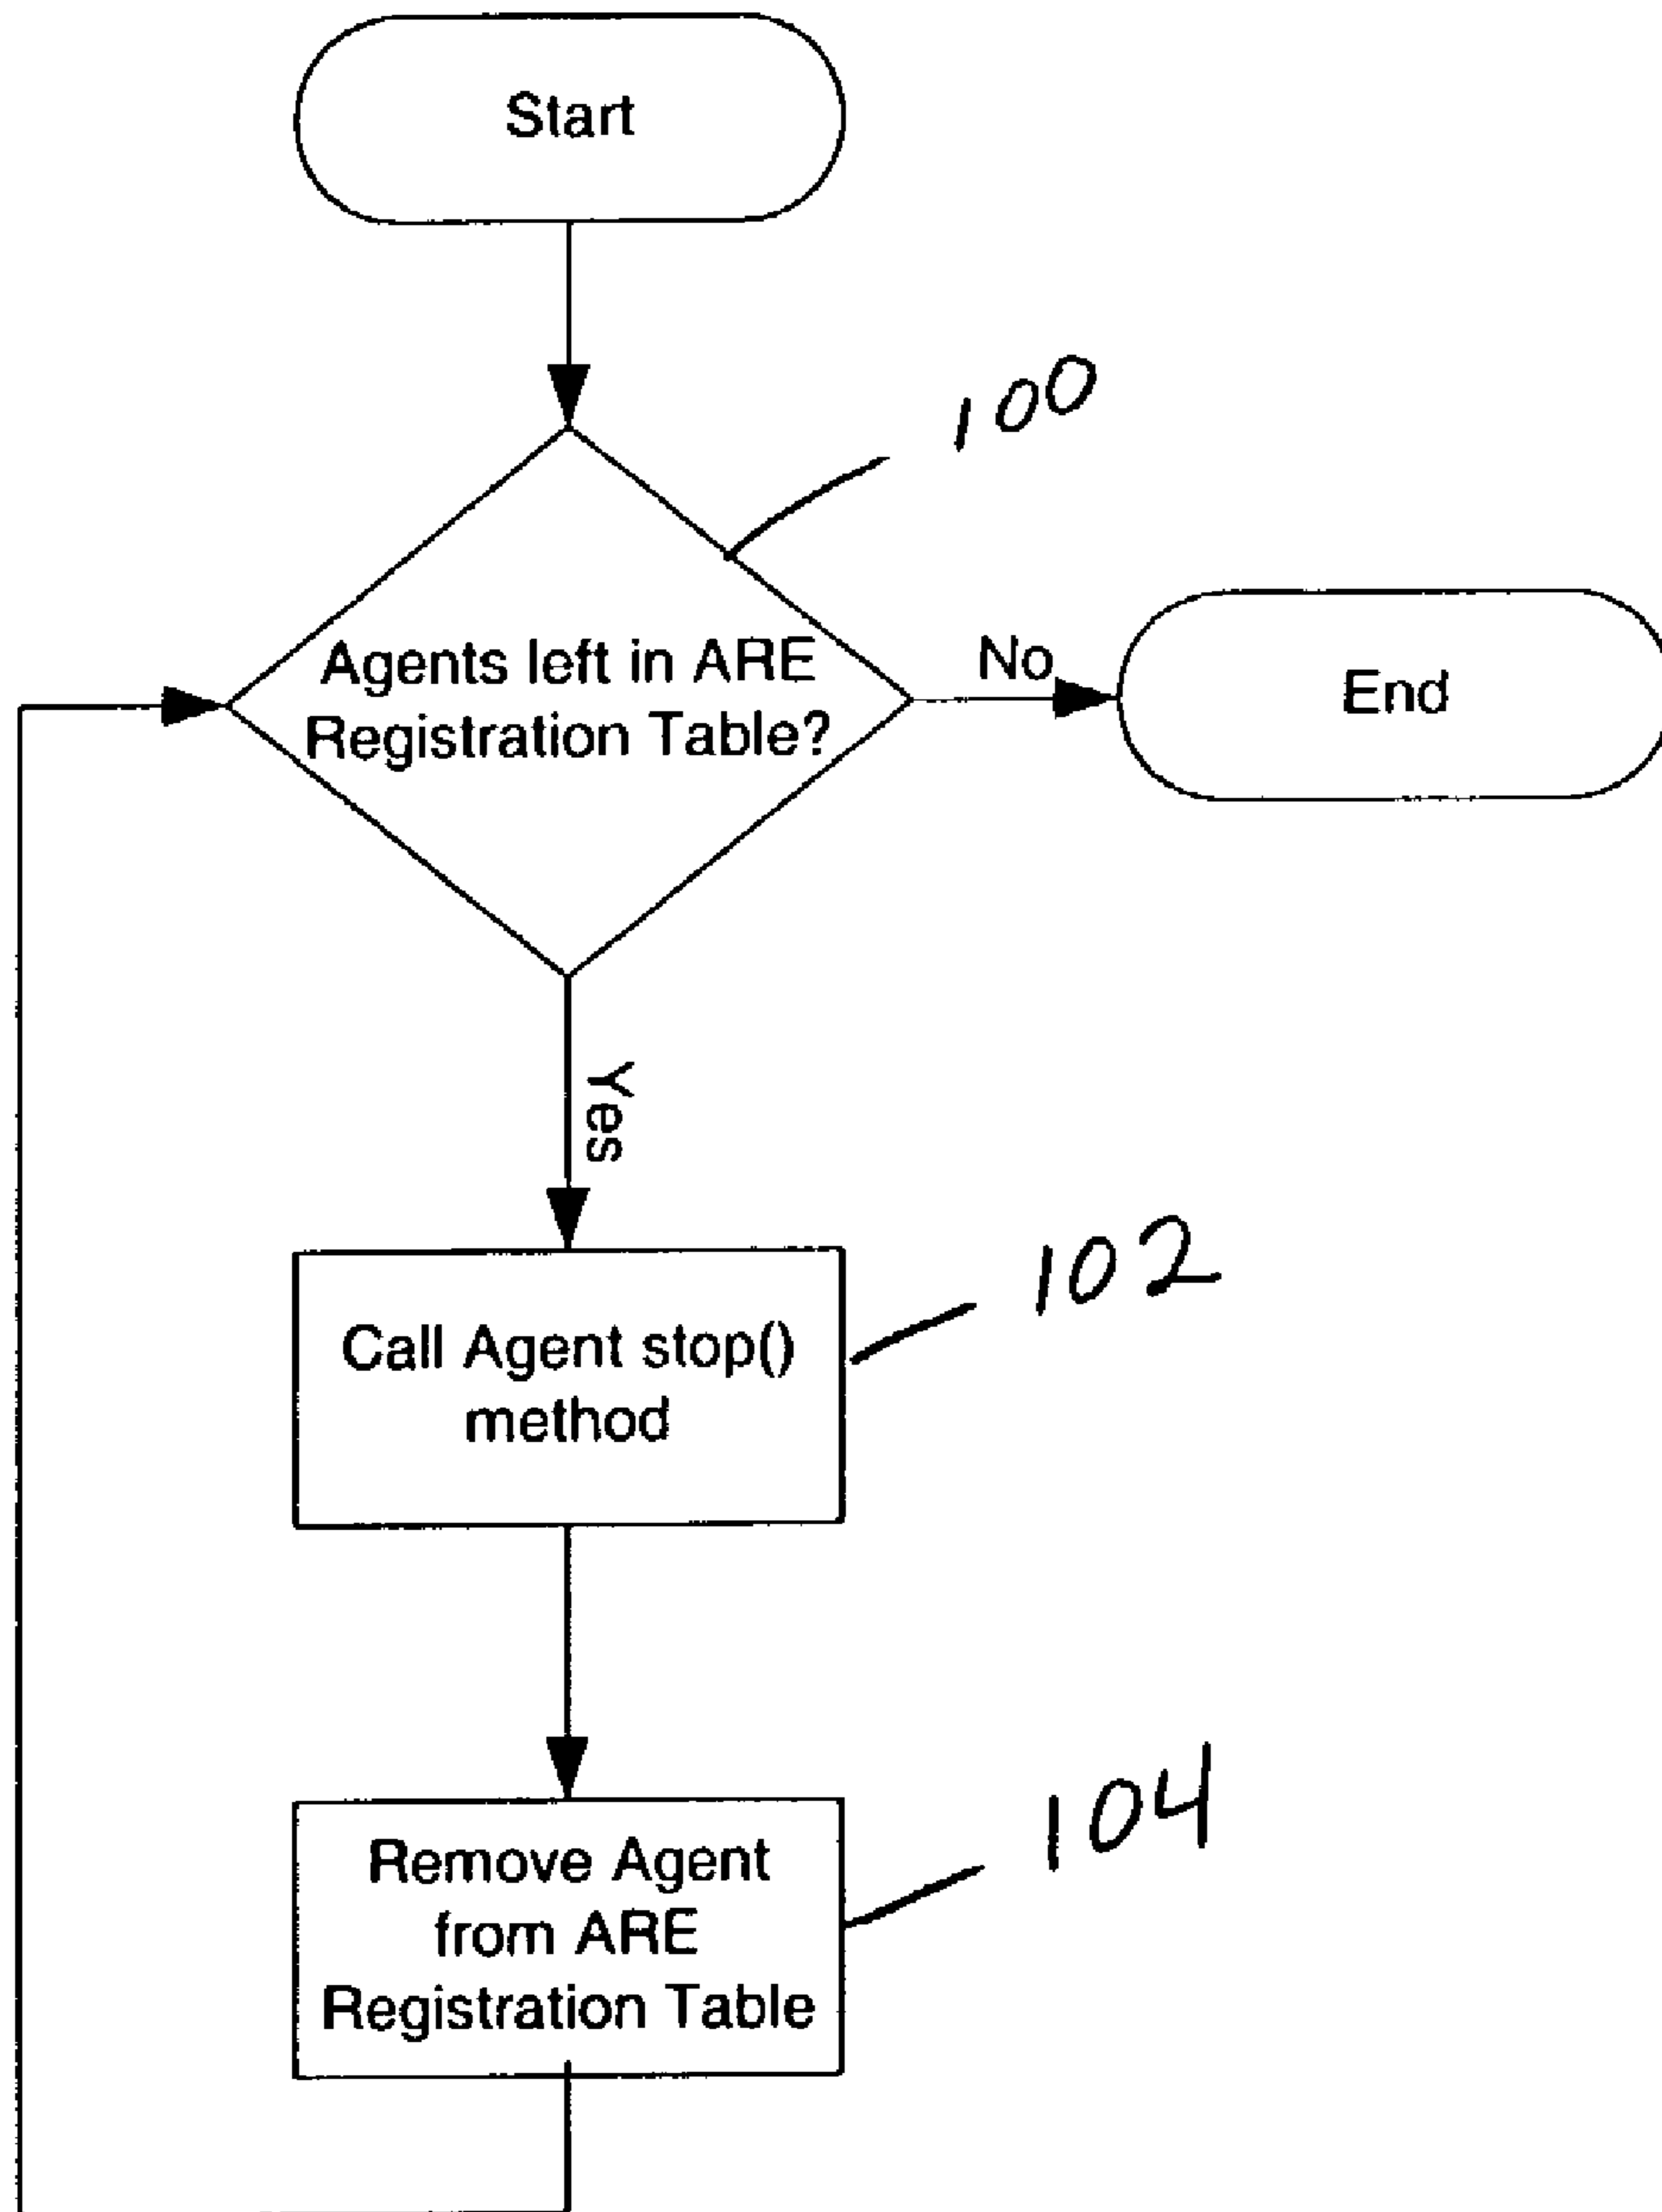 Start
100
Agents left in ARE
Registration Table?
No
End
Yes
Call Agent stop()
method
102
Remove Agent
from ARE
Registration Table
104